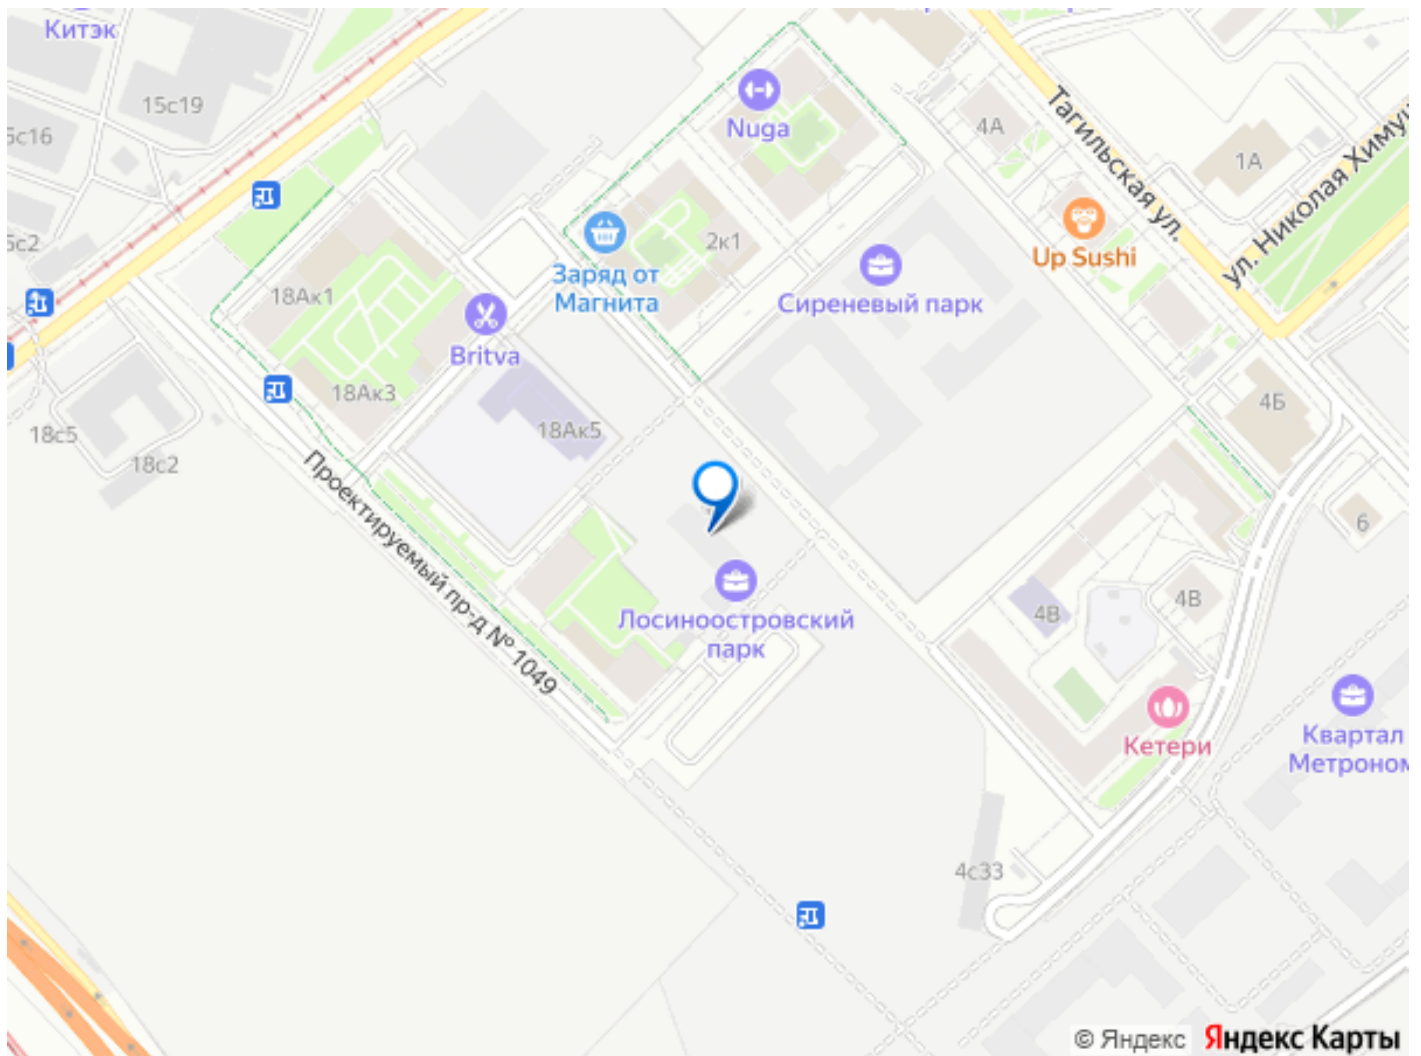 Китэк
15с19
с16
с2
Nuga
4А
Тагильская ул.
1А
ул. Николая Химу
Up Sushi
2к1
Заряд от
Магнита
Сиреневый парк
18Ак1
Britva
18Ак3
18Ак5
18с5
18с2
4Б
6
Проектируемый пр-д № 1049
Лосиноостровский
парк
4В
4В
Кетери
Квартал
Метроном
4с33
© Яндекс Яндекс Карты